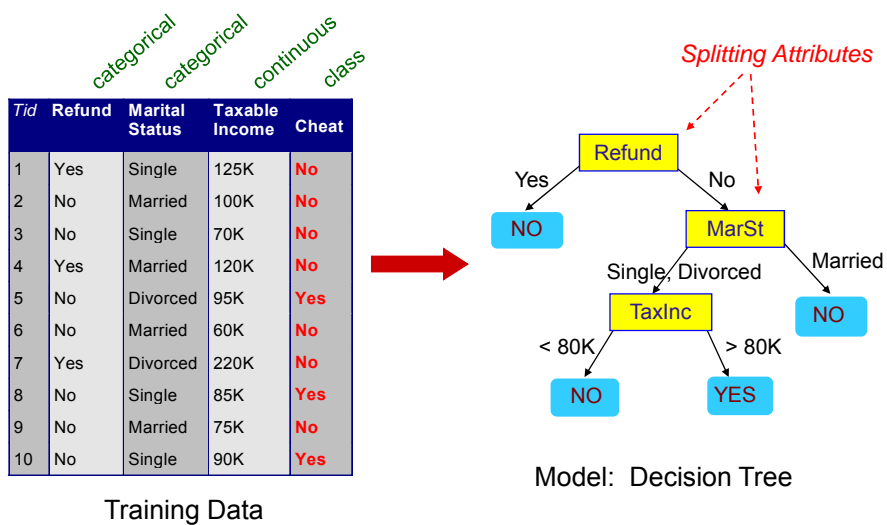 categorical
categorical
continuous
class
Tid Refund Marital Status Taxable Income Cheat
1 Yes Single 125K No
2 No Married 100K No
3 No Single 70K No
4 Yes Married 120K No
5 No Divorced 95K Yes
6 No Married 60K No
7 Yes Divorced 220K No
8 No Single 85K Yes
9 No Married 75K No
10 No Single 90K Yes
Training Data
Splitting Attributes
Refund
Yes No
NO MarSt
Single, Divorced Married
TaxInc NO
< 80K > 80K
NO YES
Model: Decision Tree